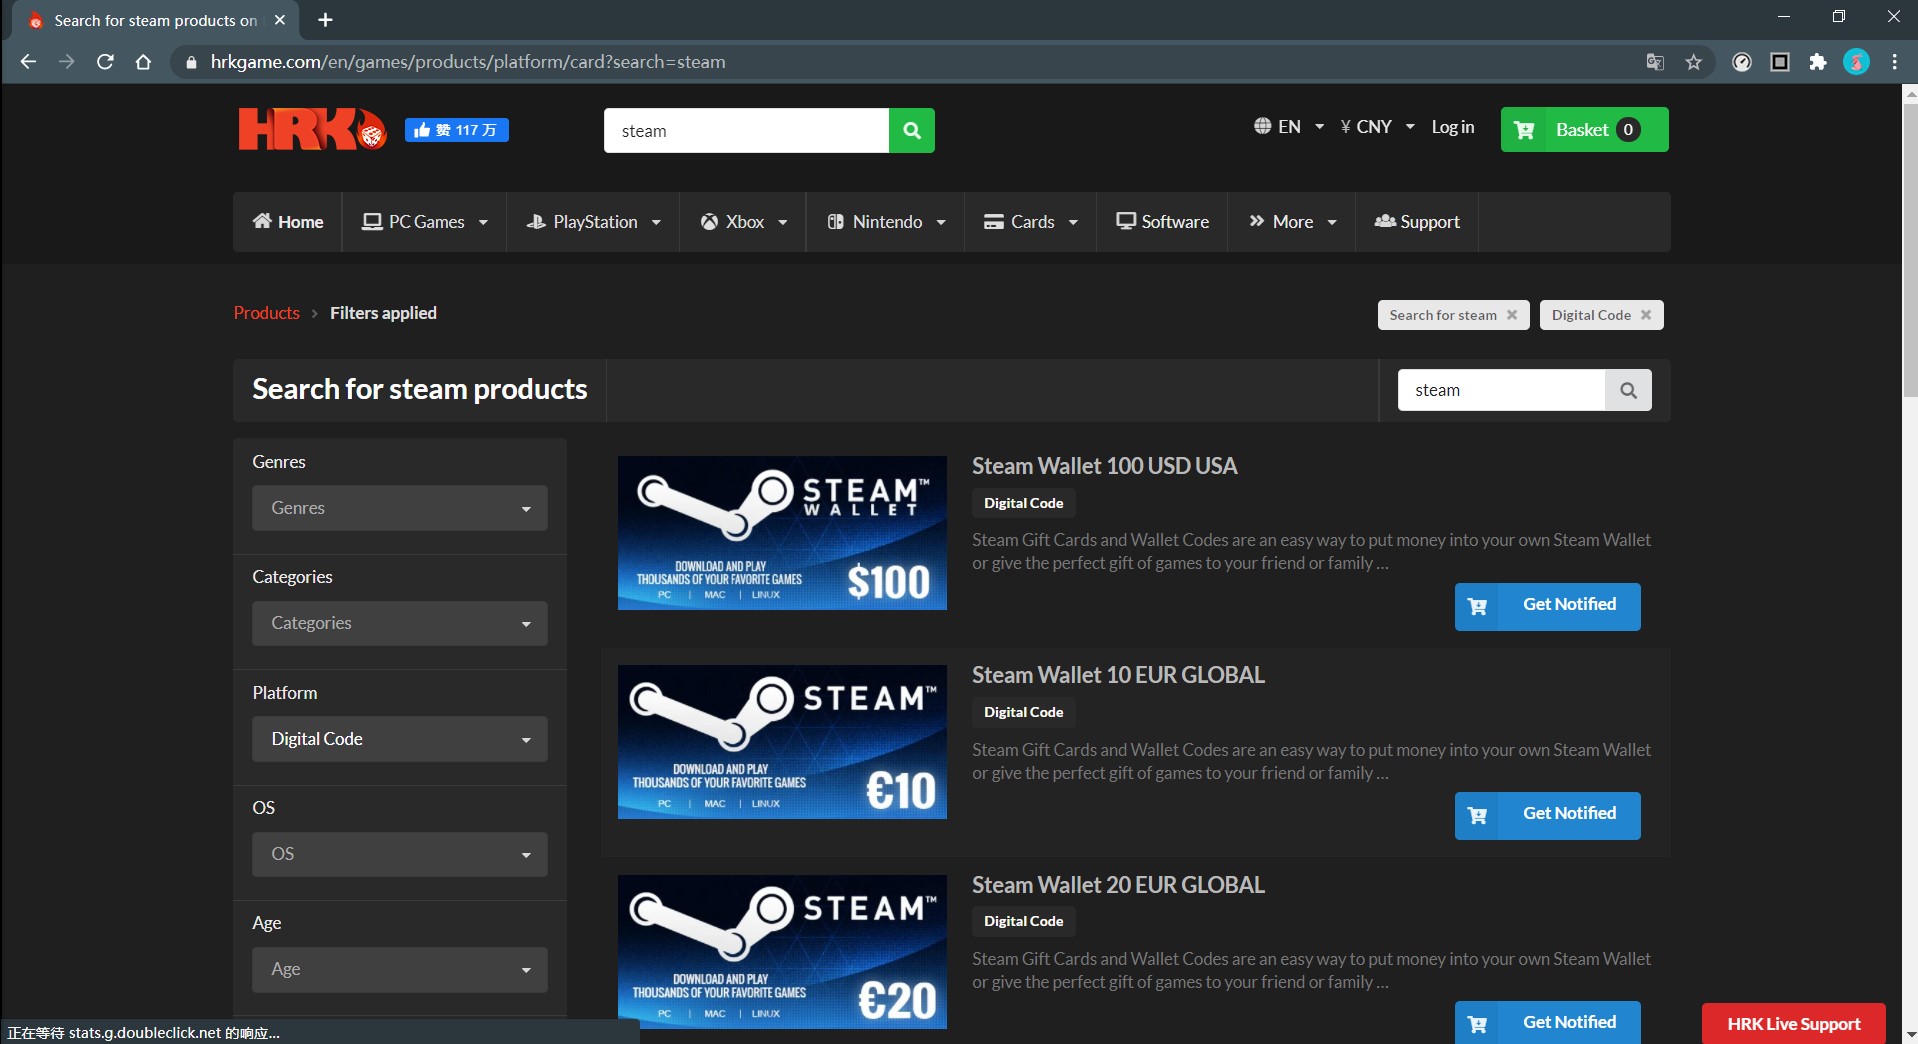 Search for steam products on
hrkgame.com/en/games/products/platform/card?search=steam
HRK
赞 117 万
steam
EN
¥ CNY
Log in
Basket 0
Home
PC Games
PlayStation
Xbox
Nintendo
Cards
Software
More
Support
Products
Filters applied
Search for steam
Digital Code
Search for steam products
steam
Genres
Genres
Categories
Categories
Platform
Digital Code
OS
OS
Age
Age
STEAM™
WALLET
DOWNLOAD AND PLAY
THOUSANDS OF YOUR FAVORITE GAMES
PC | MAC | LINUX
$100
Steam Wallet 100 USD USA
Digital Code
Steam Gift Cards and Wallet Codes are an easy way to put money into your own Steam Wallet
or give the perfect gift of games to your friend or family ...
Get Notified
STEAM™
DOWNLOAD AND PLAY
THOUSANDS OF YOUR FAVORITE GAMES
PC | MAC | LINUX
€10
Steam Wallet 10 EUR GLOBAL
Digital Code
Steam Gift Cards and Wallet Codes are an easy way to put money into your own Steam Wallet
or give the perfect gift of games to your friend or family ...
Get Notified
STEAM™
DOWNLOAD AND PLAY
THOUSANDS OF YOUR FAVORITE GAMES
PC | MAC | LINUX
€20
Steam Wallet 20 EUR GLOBAL
Digital Code
Steam Gift Cards and Wallet Codes are an easy way to put money into your own Steam Wallet
or give the perfect gift of games to your friend or family ...
Get Notified
HRK Live Support
正在等待 stats.g.doubleclick.net 的响应...